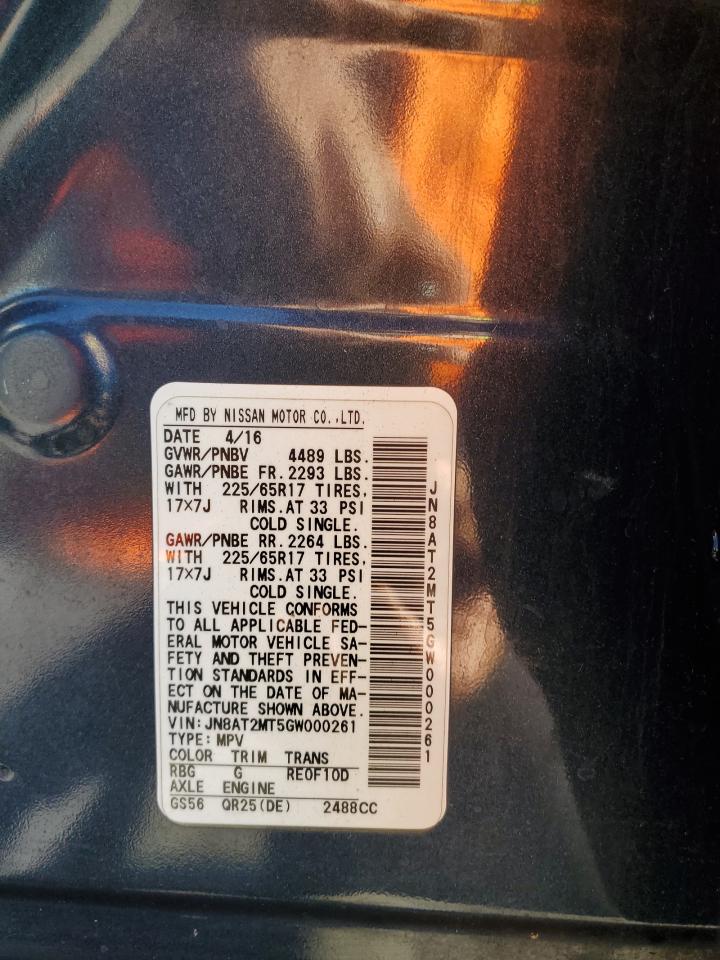 MFD BY NISSAN MOTOR CO.,LTD.
DATE 4/16
GVWR/PNBV 4489 LBS.
GAWR/PNBE FR. 2293 LBS.
WITH 225/65R17 TIRES,
17×7J RIMS.AT 33 PSI
COLD SINGLE.
GAWR/PNBE RR. 2264 LBS.
WITH 225/65R17 TIRES,
17×7J RIMS.AT 33 PSI
COLD SINGLE.
THIS VEHICLE CONFORMS
TO ALL APPLICABLE FED-
ERAL MOTOR VEHICLE SA-
FETY AND THEFT PREVEN-
TION STANDARDS IN EFF-
ECT ON THE DATE OF MA-
NUFACTURE SHOWN ABOVE.
VIN:JN8AT2MT5GW000261
TYPE:MPV
COLOR TRIM TRANS
RBG G RE0F10D
AXLE ENGINE
GS56 QR25(DE) 2488CC
JN8AT2MT5GW000261